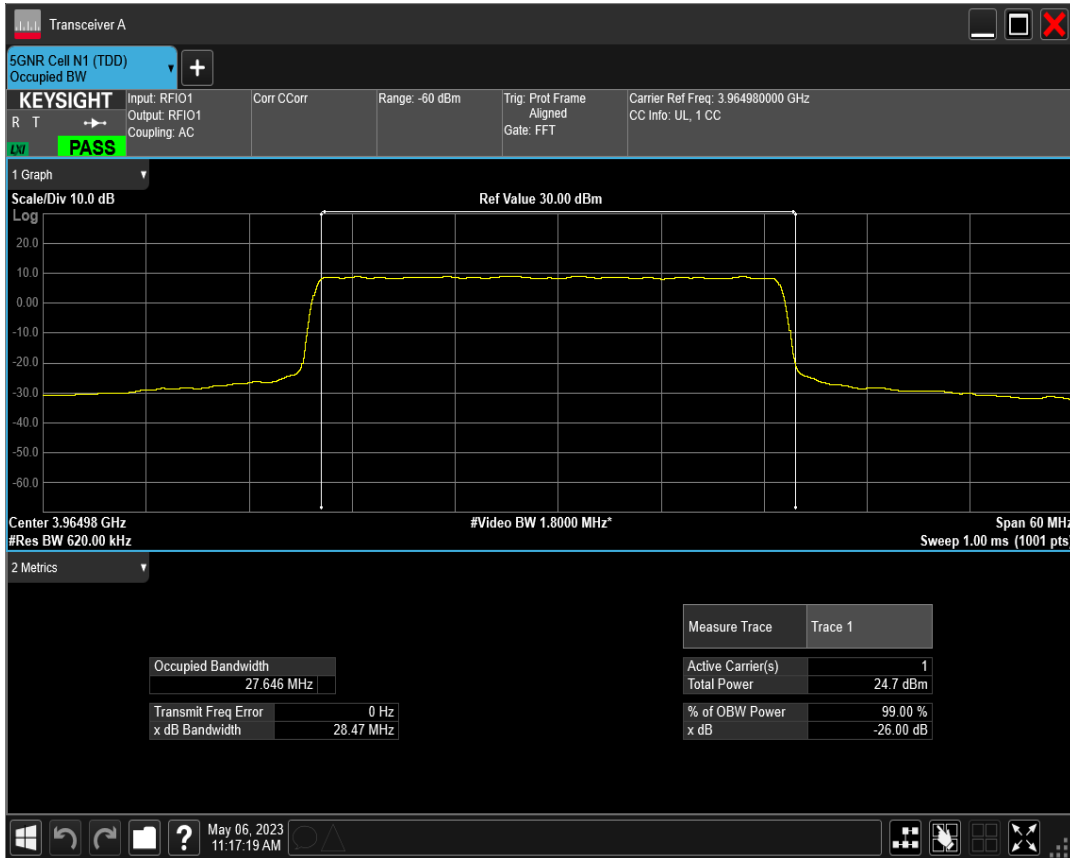 Transceiver A
5GNR Cell N1 (TDD)
Occupied BW
+
KEYSIGHT
R T
LXI
PASS
Input: RFIO1
Output: RFIO1
Coupling: AC
Corr CCorr
Range: -60 dBm
Trig: Prot Frame
Aligned
Gate: FFT
Carrier Ref Freq: 3.964980000 GHz
CC Info: UL, 1 CC
1 Graph
Scale/Div 10.0 dB
Ref Value 30.00 dBm
Log
20.0
10.0
0.00
-10.0
-20.0
-30.0
-40.0
-50.0
-60.0
Center 3.96498 GHz
#Video BW 1.8000 MHz*
Span 60 MHz
#Res BW 620.00 kHz
Sweep 1.00 ms (1001 pts)
2 Metrics
Measure Trace Trace 1
Occupied Bandwidth
27.646 MHz
Active Carrier(s) 1
Total Power 24.7 dBm
Transmit Freq Error 0 Hz
x dB Bandwidth 28.47 MHz
% of OBW Power 99.00 %
x dB -26.00 dB
?
May 06, 2023
11:17:19 AM